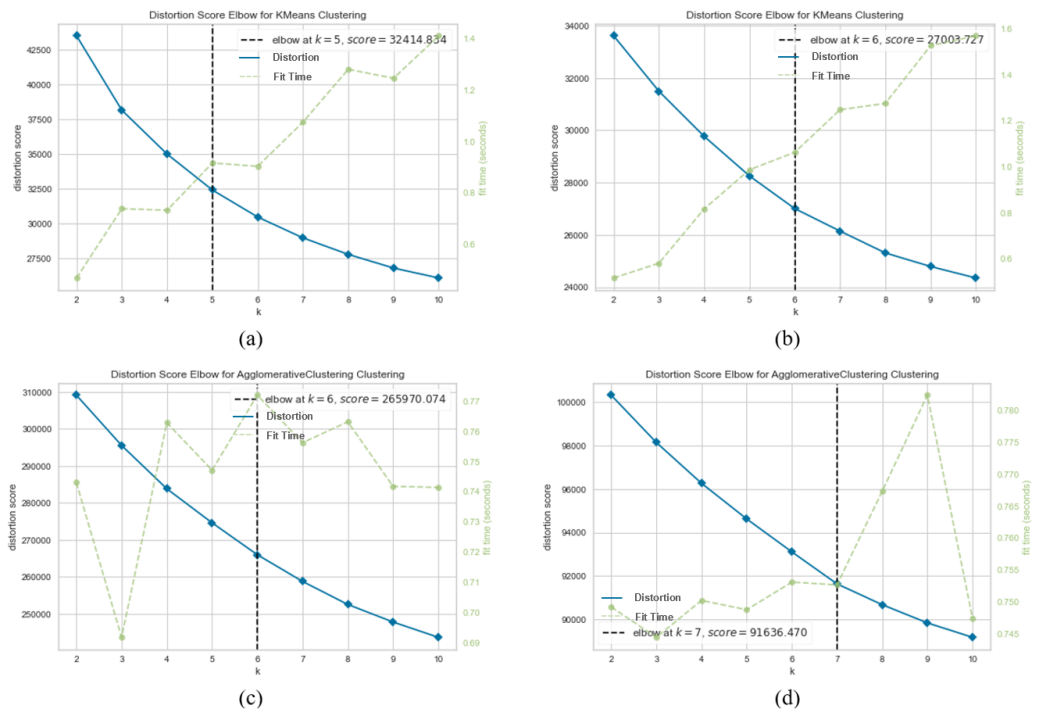 Distortion Score Elbow for KMeans Clustering
elbow at k = 5, score = 32414.834
Distortion
Fit Time
distortion score
42500
40000
37500
35000
32500
30000
27500
fit time (seconds)
1.4
1.2
1.0
0.8
0.6
2 3 4 5 6 7 8 9 10
k
(a)
Distortion Score Elbow for KMeans Clustering
elbow at k = 6, score = 27003.727
Distortion
Fit Time
distortion score
34000
32000
30000
28000
26000
24000
fit time (seconds)
1.6
1.4
1.2
1.0
0.8
0.6
2 3 4 5 6 7 8 9 10
k
(b)
Distortion Score Elbow for AgglomerativeClustering Clustering
elbow at k = 6, score = 265970.074
Distortion
Fit Time
distortion score
310000
300000
290000
280000
270000
260000
250000
fit time (seconds)
0.77
0.76
0.75
0.74
0.73
0.72
0.71
0.70
0.69
2 3 4 5 6 7 8 9 10
k
(c)
Distortion Score Elbow for AgglomerativeClustering Clustering
distortion score
100000
98000
96000
94000
92000
90000
Distortion
Fit Time
elbow at k = 7, score = 91636.470
fit time (seconds)
0.780
0.775
0.770
0.765
0.760
0.755
0.750
0.745
2 3 4 5 6 7 8 9 10
k
(d)